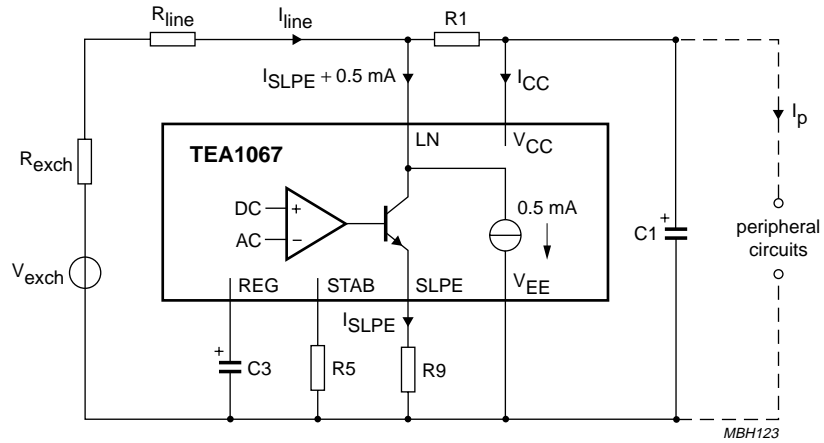 Rline
Iline
R1
ISLPE + 0.5 mA
ICC
Ip
TEA1067
LN
VCC
Rexch
DC
+
AC
−
0.5 mA
+
C1
peripheral
circuits
Vexch
REG
STAB
SLPE
VEE
ISLPE
+
C3
R5
R9
MBH123